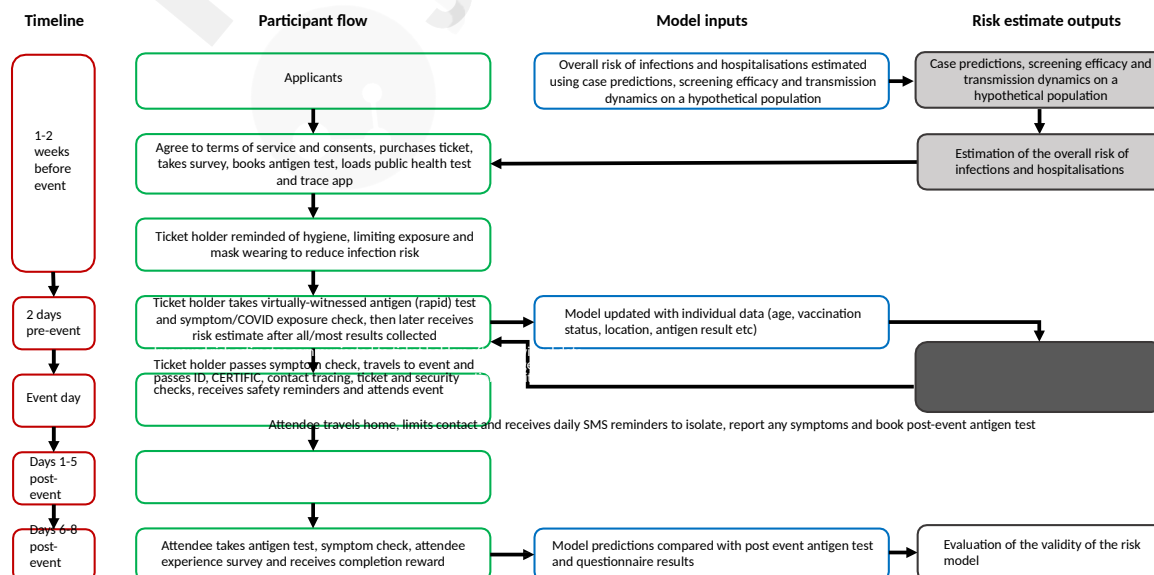 Timeline
Participant flow
Model inputs
Risk estimate outputs
1-2
weeks
before
event
Applicants
Overall risk of infections and hospitalisations estimated
using case predictions, screening efficacy and transmission
dynamics on a hypothetical population
Case predictions, screening efficacy and
transmission dynamics on a
hypothetical population
Agree to terms of service and consents, purchases ticket,
takes survey, books antigen test, loads public health test
and trace app
Estimation of the overall risk of
infections and hospitalisations
Ticket holder reminded of hygiene, limiting exposure and
mask wearing to reduce infection risk
2 days
pre-event
Ticket holder takes virtually-witnessed antigen (rapid) test
and symptom/COVID exposure check, then later receives
risk estimate after all/most results collected
Model updated with individual data (age, vaccination
status, location, antigen result etc)
Event day
Ticket holder passes symptom check, travels to event and
passes ID, CERTIFIC, contact tracing, ticket and security
checks, receives safety reminders and attends event
Attendee travels home, limits contact and receives daily SMS reminders to isolate, report any symptoms and book post-event antigen test
Days 1-5
post-
event
Days 6-8
post-
event
Attendee takes antigen test, symptom check, attendee
experience survey and receives completion reward
Model predictions compared with post event antigen test
and questionnaire results
Evaluation of the validity of the risk
model